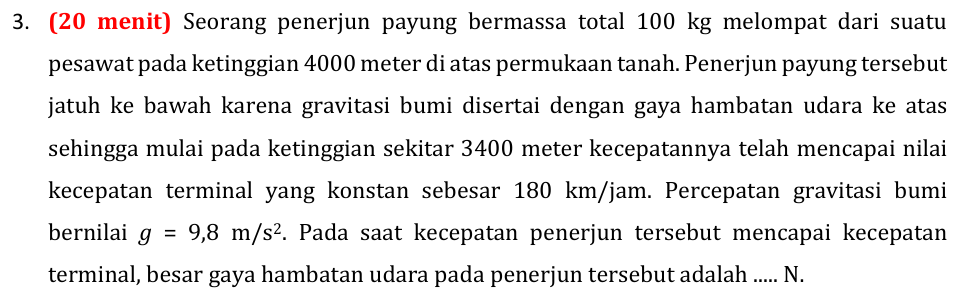 3. (20 menit) Seorang penerjun payung bermassa total 100 kg melompat dari suatu
pesawat pada ketinggian 4000 meter di atas permukaan tanah. Penerjun payung tersebut
jatuh ke bawah karena gravitasi bumi disertai dengan gaya hambatan udara ke atas
sehingga mulai pada ketinggian sekitar 3400 meter kecepatannya telah mencapai nilai
kecepatan terminal yang konstan sebesar 180 km/jam. Percepatan gravitasi bumi
bernilai g = 9,8 m/s². Pada saat kecepatan penerjun tersebut mencapai kecepatan
terminal, besar gaya hambatan udara pada penerjun tersebut adalah ..... N.